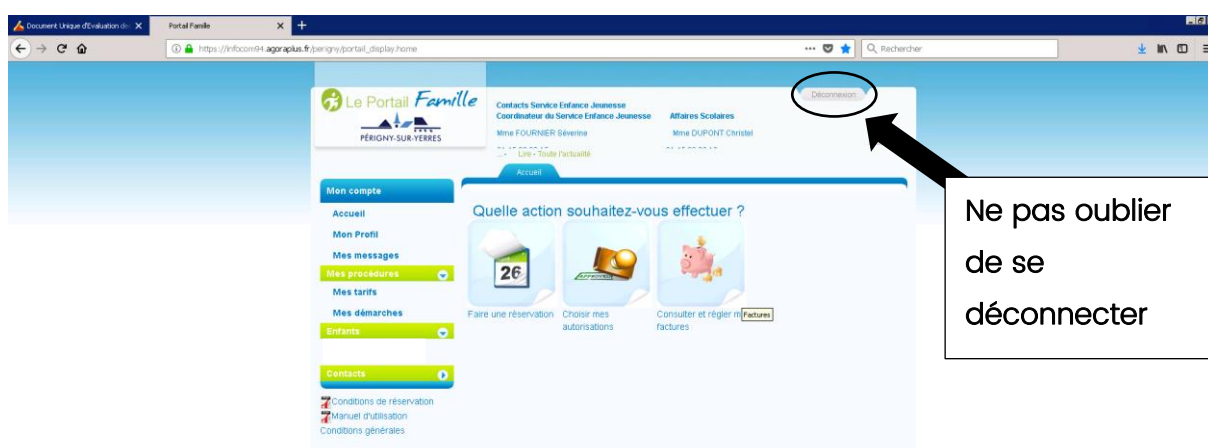 Document Unique d'Evaluation de
Portail Famille
https://infocom94.agoraplus.fr/perigny/portail_display.home
Rechercher
Le Portail Famille
PÉRIGNY-SUR-YERRES
Contacts Service Enfance Jeunesse
Coordinateur du Service Enfance Jeunesse
Affaires Scolaires
Mme FOURNIER Séverine
Mme DUPONT Christel
...- Lire - Toute l'actualité
Déconnexion
Accueil
Mon compte
Accueil
Mon Profil
Mes messages
Mes procédures
Mes tarifs
Mes démarches
Enfants
Contacts
Conditions de réservation
Manuel d'utilisation
Conditions générales
Quelle action souhaitez-vous effectuer ?
26
APPROVED
Faire une réservation
Choisir mes
autorisations
Consulter et régler m
factures
Factures
Ne pas oublier
de se
déconnecter